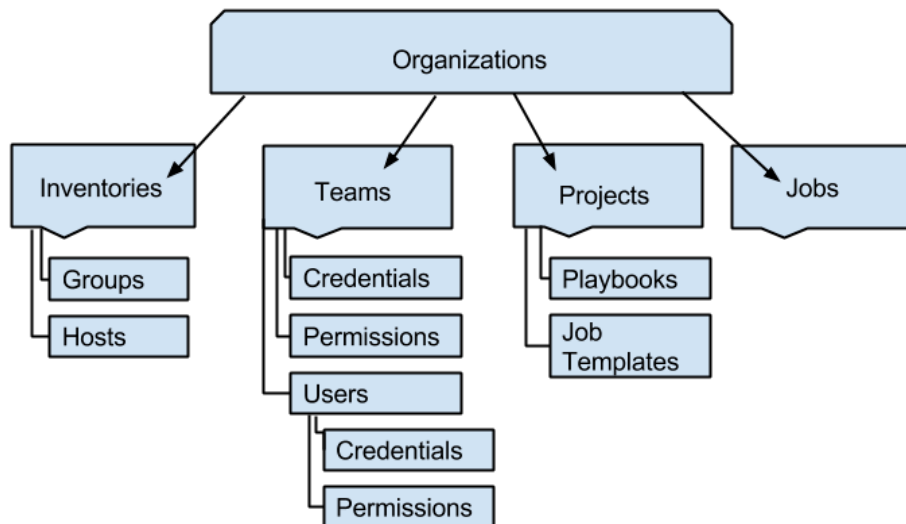 Organizations
Inventories
Teams
Projects
Jobs
Groups
Hosts
Credentials
Permissions
Users
Credentials
Permissions
Playbooks
Job
Templates